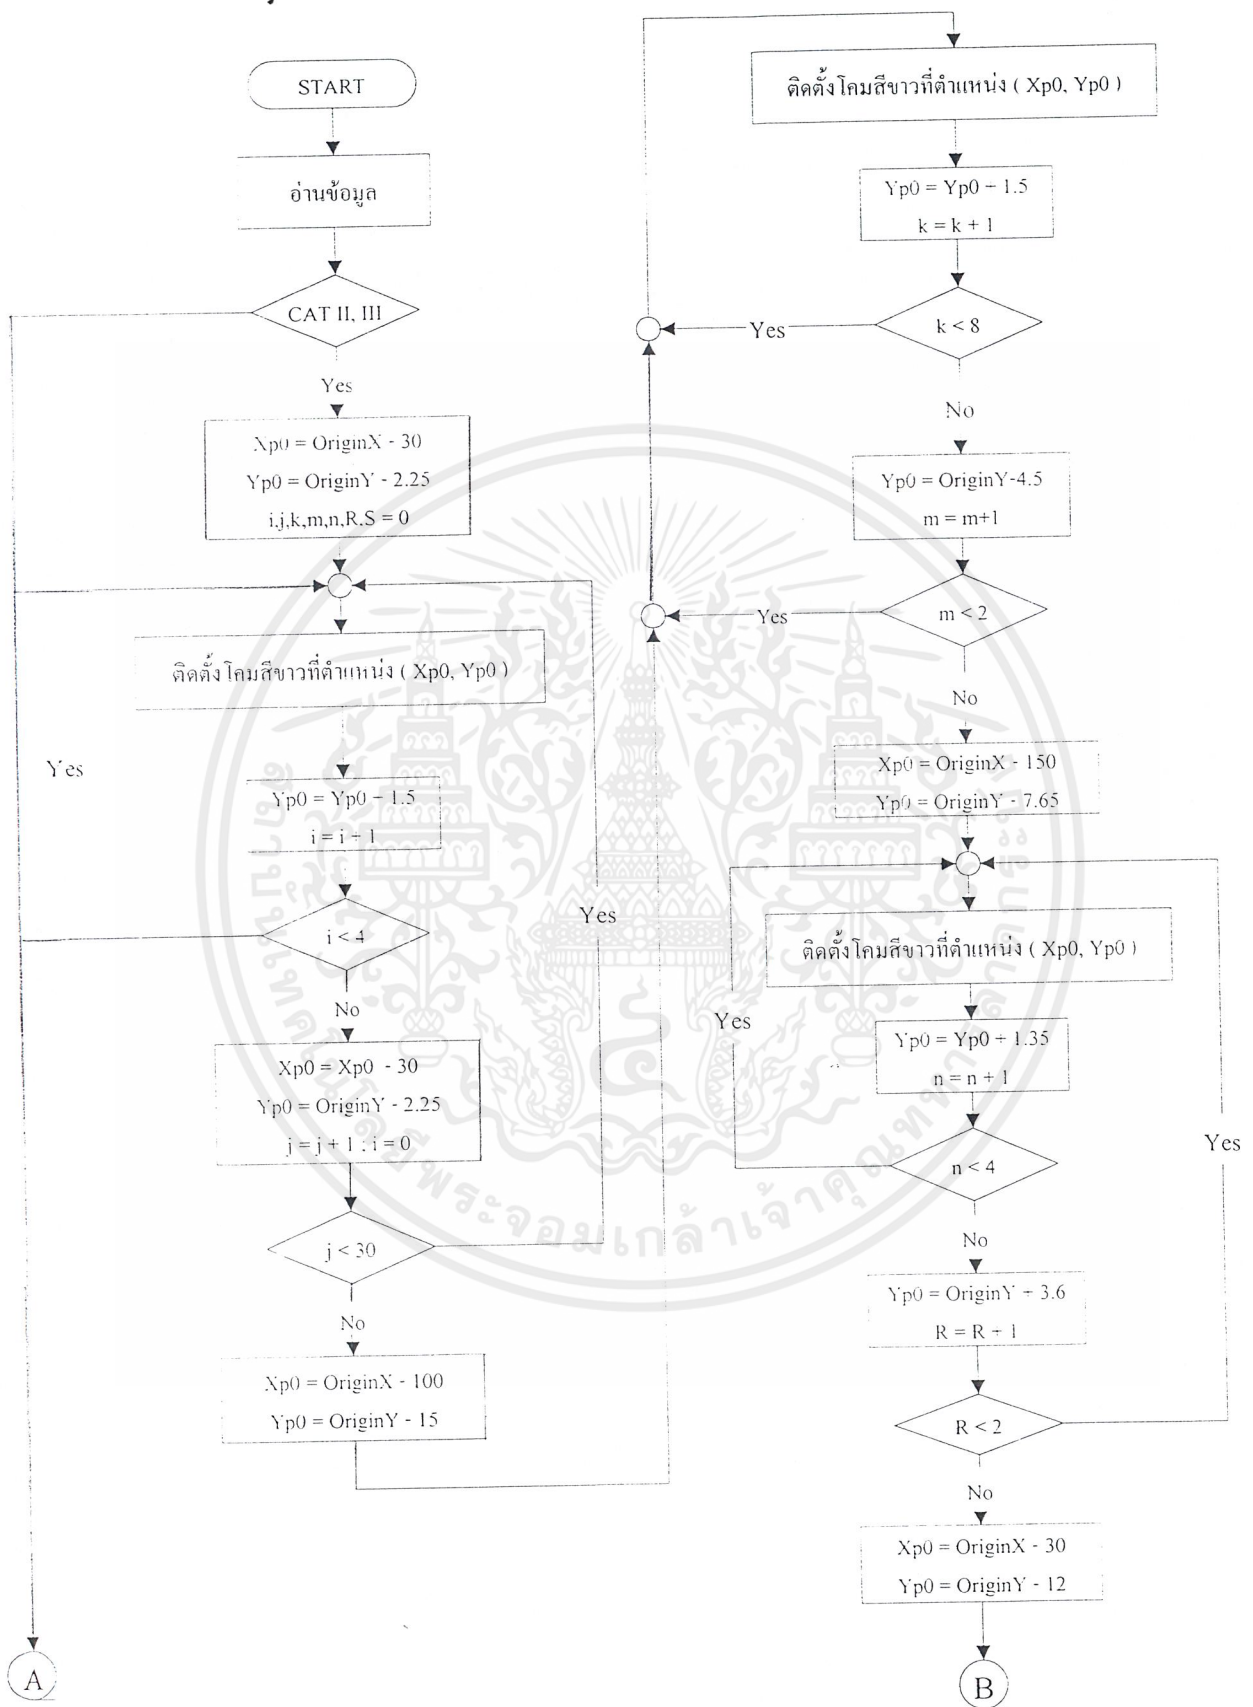 START
อ่านข้อมูล
CAT II, III
Yes
Xp0 = OriginX - 30
Yp0 = OriginY - 2.25
i,j,k,m,n,R,S = 0
ติดตั้งโคมสีขาวที่ตำแหน่ง ( Xp0, Yp0 )
Yes
Yp0 = Yp0 + 1.5
i = i + 1
i < 4
No
Xp0 = Xp0 - 30
Yp0 = OriginY - 2.25
j = j + 1 ; i = 0
Yes
j < 30
No
Xp0 = OriginX - 100
Yp0 = OriginY - 15
A
ติดตั้งโคมสีขาวที่ตำแหน่ง ( Xp0, Yp0 )
Yp0 = Yp0 + 1.5
k = k + 1
k < 8
Yes
No
Yp0 = OriginY-4.5
m = m+1
m < 2
Yes
No
Xp0 = OriginX - 150
Yp0 = OriginY - 7.65
ติดตั้งโคมสีขาวที่ตำแหน่ง ( Xp0, Yp0 )
Yes
Yp0 = Yp0 + 1.35
n = n + 1
n < 4
Yes
No
Yp0 = OriginY + 3.6
R = R + 1
R < 2
No
Xp0 = OriginX - 30
Yp0 = OriginY - 12
B